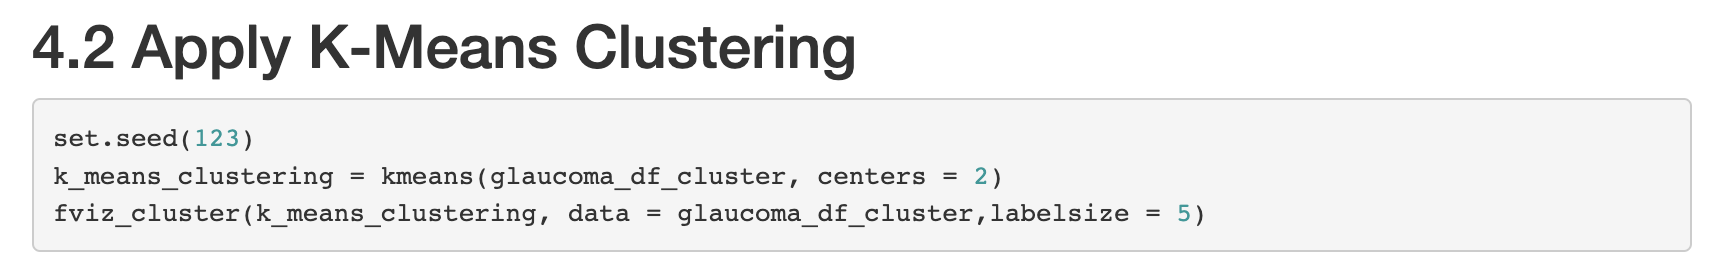 4.2 Apply K-Means Clustering
set.seed(123)
k_means_clustering = kmeans(glaucoma_df_cluster, centers = 2)
fviz_cluster(k_means_clustering, data = glaucoma_df_cluster,labelsize = 5)